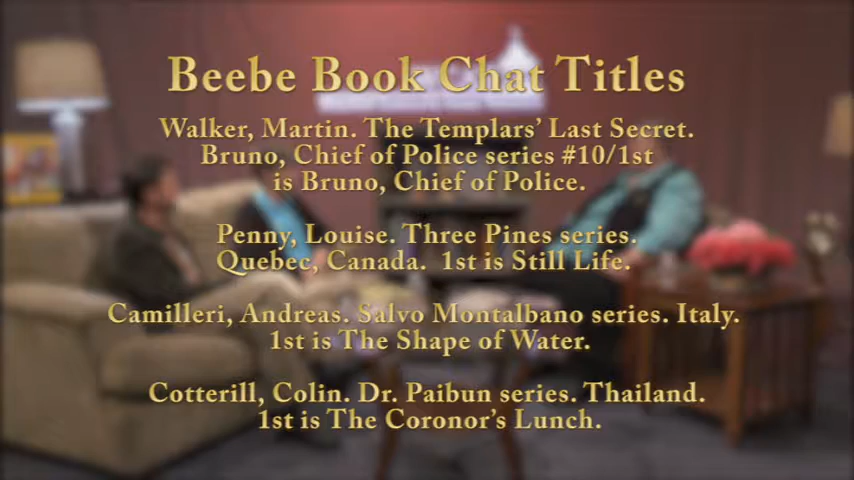 Beebe Book Chat Titles
Walker, Martin. The Templars' Last Secret.
Bruno, Chief of Police series #10/1st
is Bruno, Chief of Police.
Penny, Louise. Three Pines series.
Quebec, Canada.  1st is Still Life.
Camilleri, Andreas. Salvo Montalbano series. Italy.
1st is The Shape of Water.
Cotterill, Colin. Dr. Paibun series. Thailand.
1st is The Coronor's Lunch.